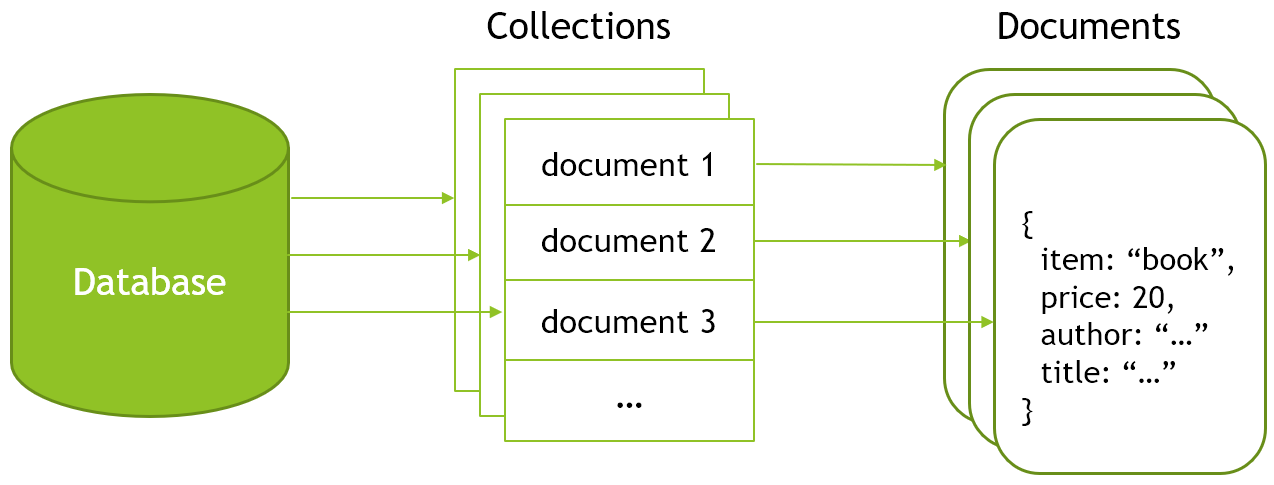 Collections
Documents
Database
document 1
document 2
document 3
...
{
item: “book”,
price: 20,
author: “...”
title: “...”
}